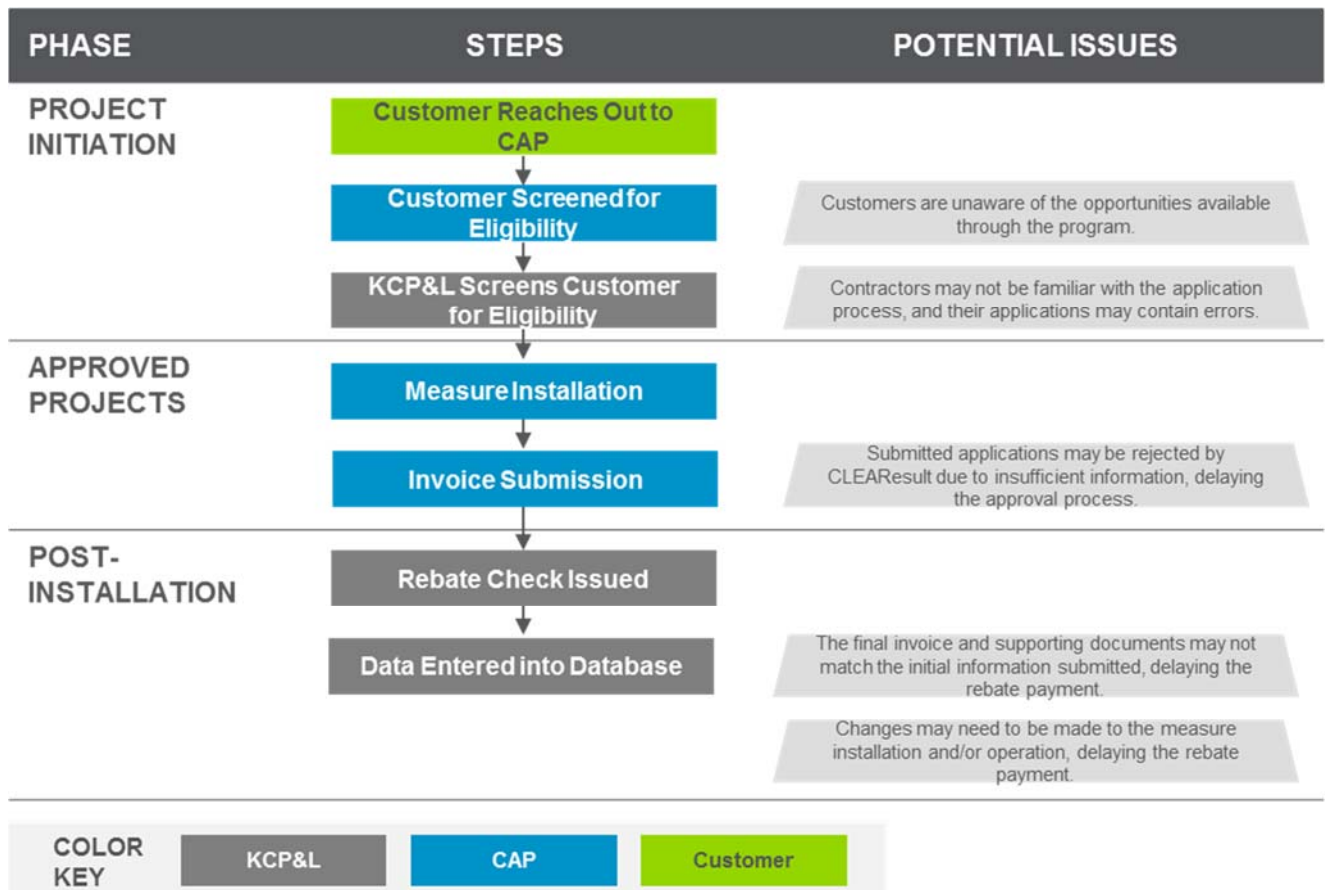 PHASE
STEPS
POTENTIAL ISSUES
PROJECT
INITIATION
Customer Reaches Out to
CAP
Customer Screened for
Eligibility
Customers are unaware of the opportunities available
through the program.
KCP&L Screens Customer
for Eligibility
Contractors may not be familiar with the application
process, and their applications may contain errors.
APPROVED
PROJECTS
Measure Installation
Invoice Submission
Submitted applications may be rejected by
CLEAResult due to insufficient information, delaying
the approval process.
POST-
INSTALLATION
Rebate Check Issued
Data Entered into Database
The final invoice and supporting documents may not
match the initial information submitted, delaying the
rebate payment.
Changes may need to be made to the measure
installation and/or operation, delaying the rebate
payment.
COLOR
KEY
KCP&L
CAP
Customer